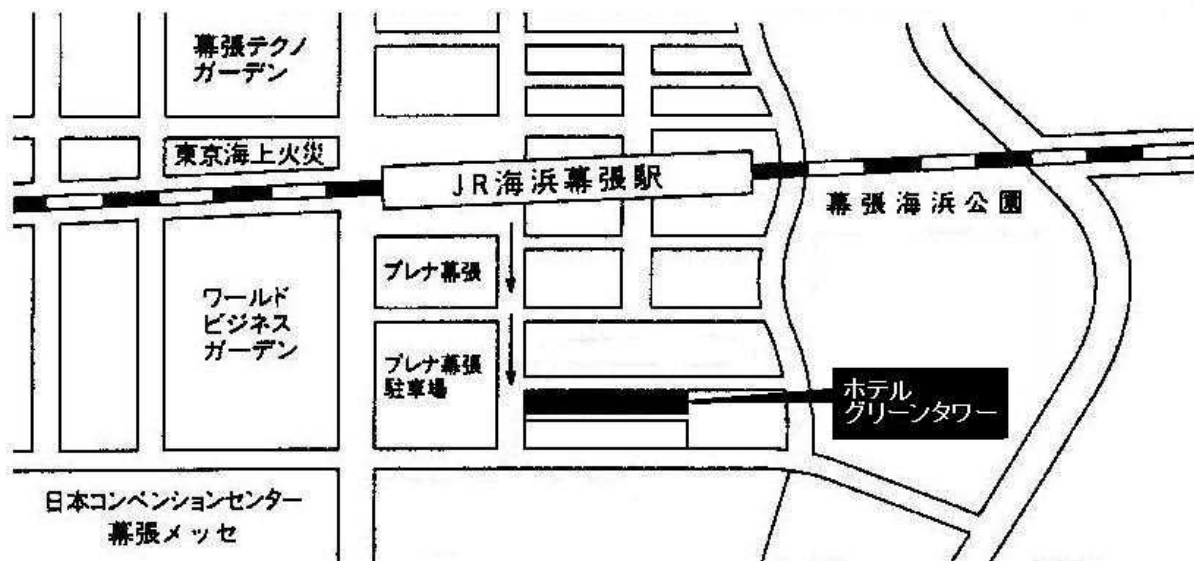 幕張テクノ
ガーデン
東京海上火災
JR海浜幕張駅
幕張海浜公園
プレナ幕張
ワールド
ビジネス
ガーデン
プレナ幕張
駐車場
ホテル
グリーンタワー
日本コンベンションセンター
幕張メッセ